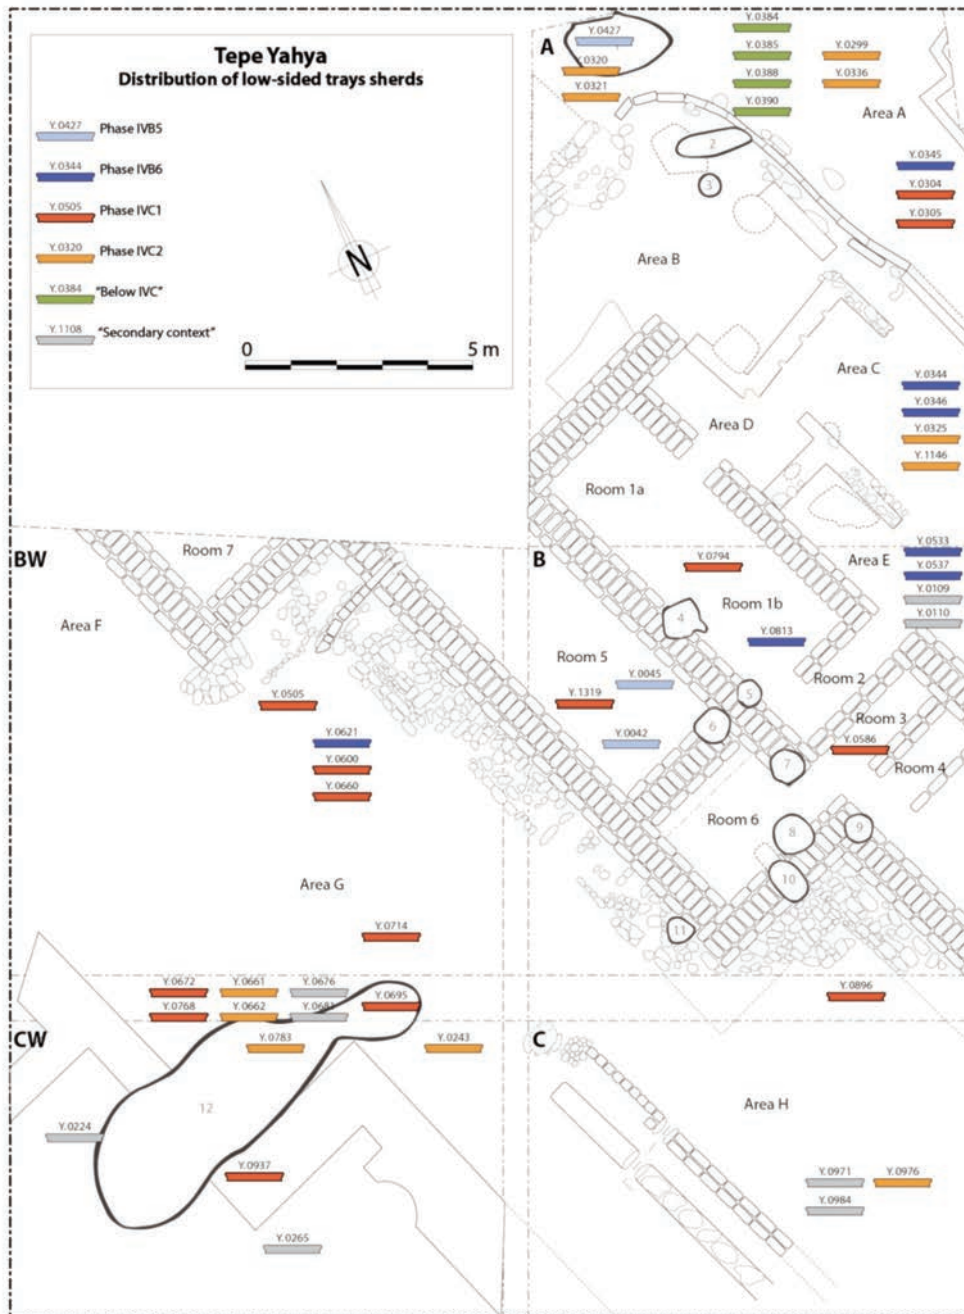 Tepe Yahya
Distribution of low-sided trays sherds
Y.0427 Phase IVB5
Y.0344 Phase IVB6
Y.0505 Phase IVC1
Y.0320 Phase IVC2
Y.0384 "Below IVC"
Y.1108 "Secondary context"
N
0 5 m
A
Y.0427
Y.0320
Y.0321
Y.0384
Y.0385
Y.0388
Y.0390
Y.0299
Y.0336
Area A
2
3
Y.0345
Y.0304
Y.0305
Area B
Area C
Y.0344
Y.0346
Y.0325
Y.1146
Area D
Room 1a
BW
Room 7
Area F
B
Y.0794
Area E
Y.0533
Y.0537
Y.0109
Y.0110
Room 1b
4
Y.0813
Room 5
Y.0045
Y.1319
Y.0042
5
6
7
Room 2
Room 3
Y.0586
Room 4
Y.0505
Y.0621
Y.0600
Y.0660
Room 6
8
9
10
11
Area G
Y.0714
Y.0672
Y.0661
Y.0676
Y.0768
Y.0662
Y.0695
Y.0896
CW
Y.0783
Y.0243
12
Y.0224
Y.0937
Y.0265
C
Area H
Y.0971
Y.0976
Y.0984